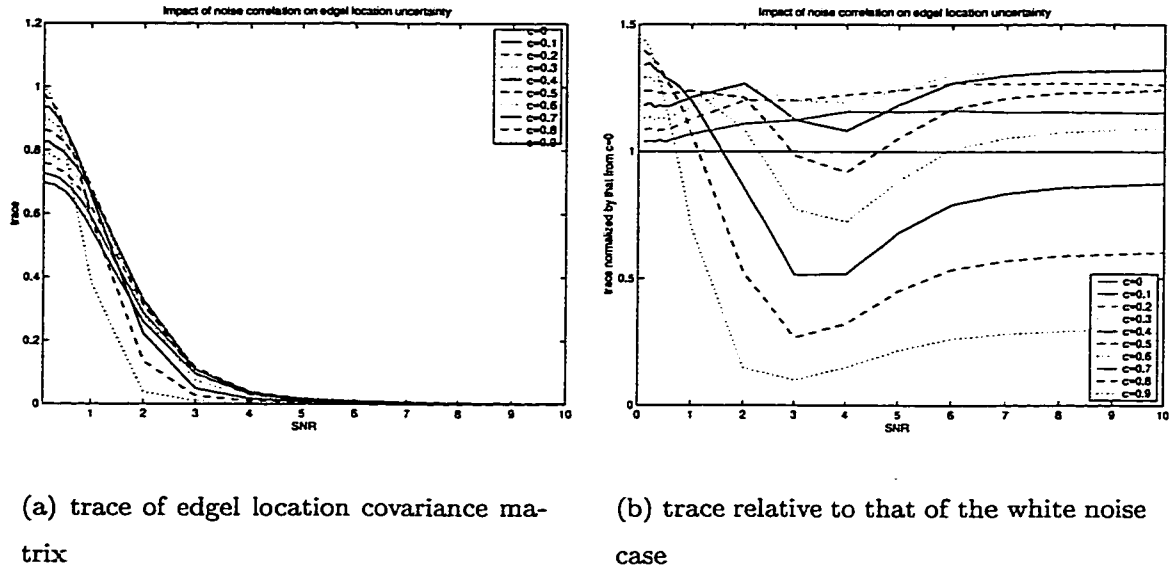 Impact of noise correlation on edgel location uncertainty
1.2
1
0.8
0.6
0.4
0.2
0
trace
1
2
3
4
5
6
7
8
9
10
SNR
c=0
c=0.1
c=0.2
c=0.3
c=0.4
c=0.5
c=0.6
c=0.7
c=0.8
c=0.9
(a) trace of edgel location covariance ma-
trix
Impact of noise correlation on edgel location uncertainty
1.5
1
0.5
0
trace normalized by that from c=0
0
1
2
3
4
5
6
7
8
9
10
SNR
c=0
c=0.1
c=0.2
c=0.3
c=0.4
c=0.5
c=0.6
c=0.7
c=0.8
c=0.9
(b) trace relative to that of the white noise
case